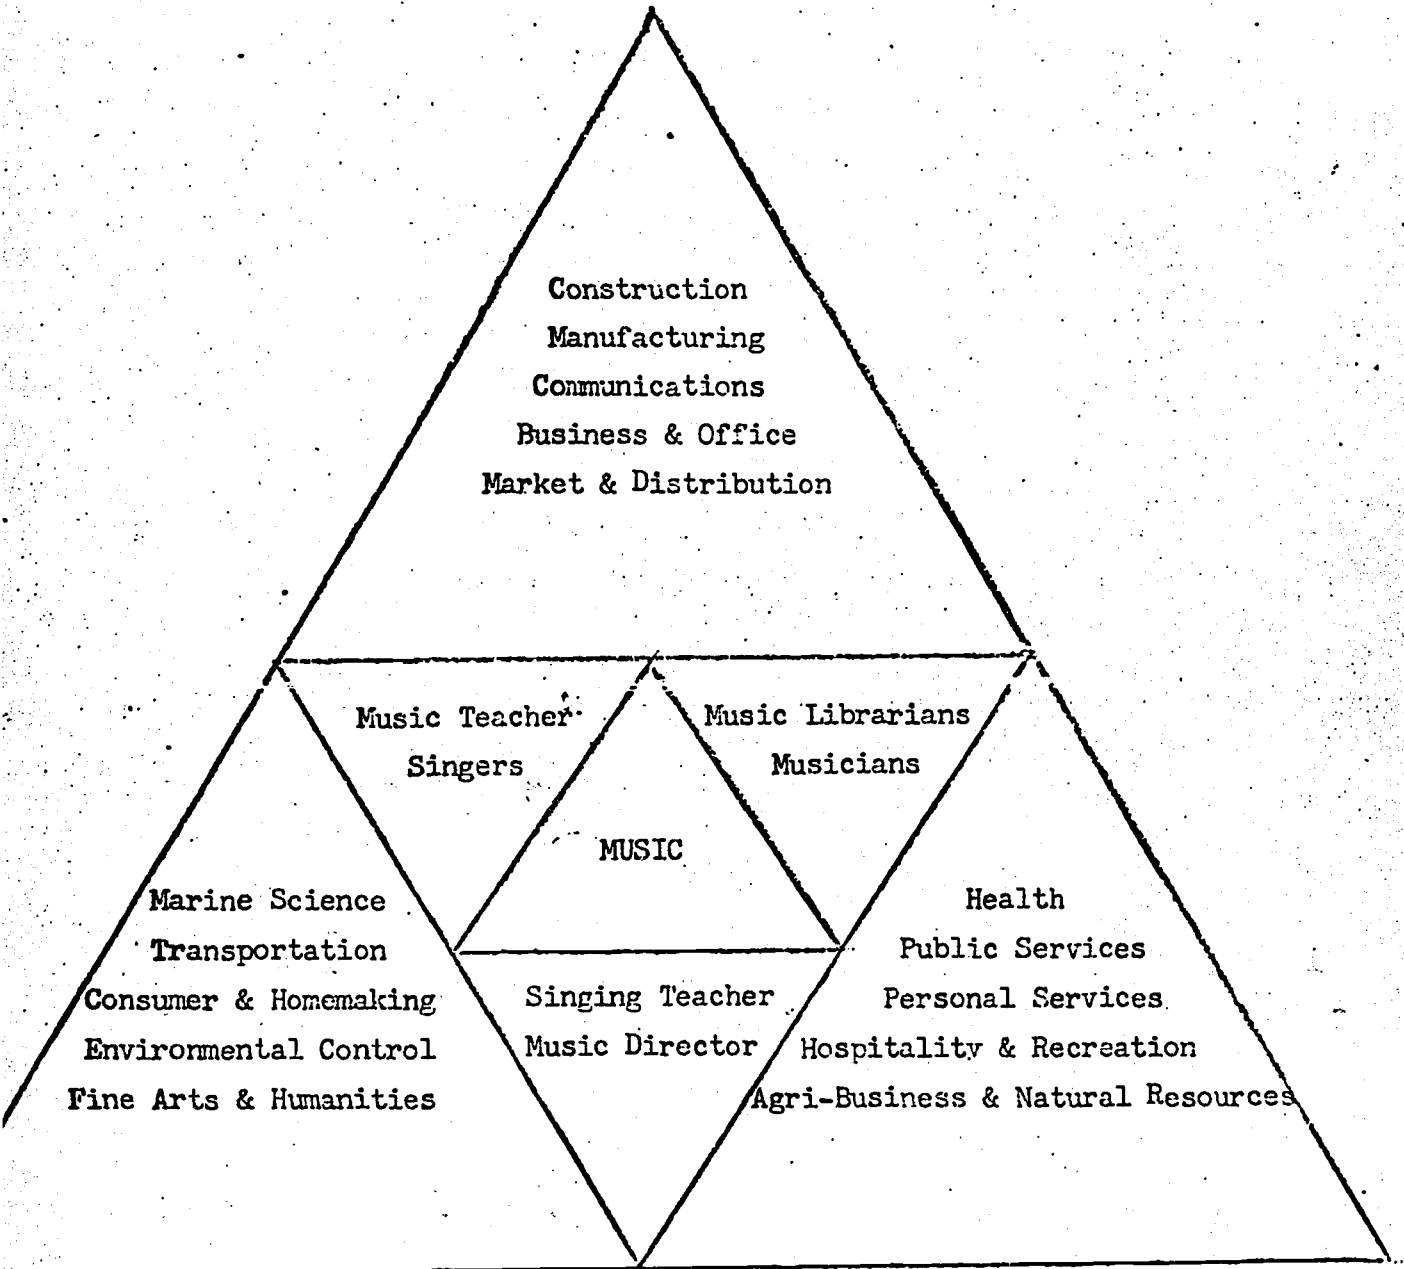 Construction
Manufacturing
Communications
Business & Office
Market & Distribution
Music Teacher
Singers
Music Librarians
Musicians
MUSIC
Marine Science
Transportation
Consumer & Homemaking
Environmental Control
Fine Arts & Humanities
Singing Teacher
Music Director
Health
Public Services
Personal Services
Hospitality & Recreation
Agri-Business & Natural Resources